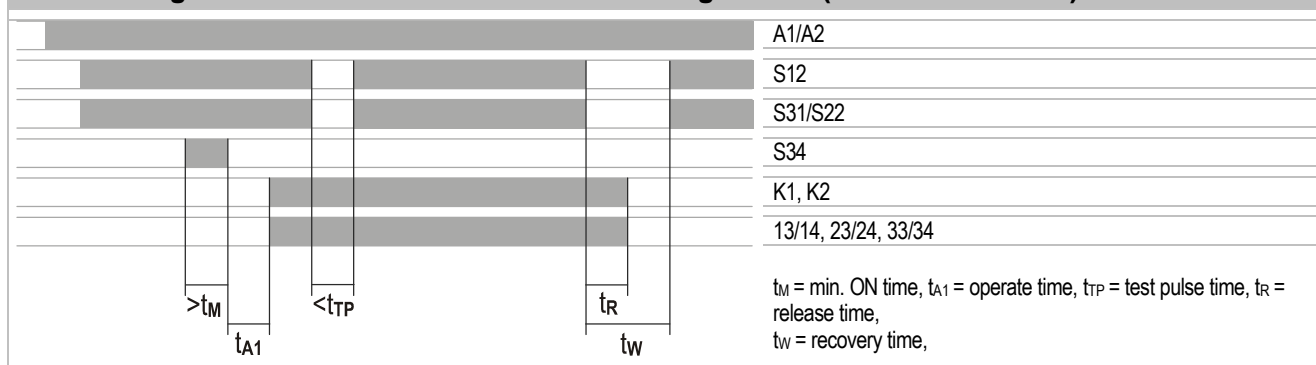 A1/A2
S12
S31/S22
S34
K1, K2
13/14, 23/24, 33/34
>tM
<tTP
tR
tA1
tW
tM = min. ON time, tA1 = operate time, tTP = test pulse time, tR =
release time,
tW = recovery time,